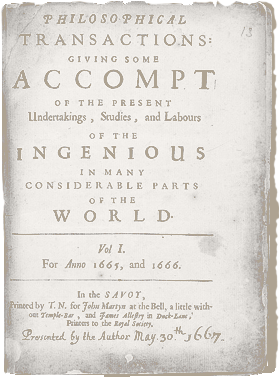 PHILOSOPHICAL
TRANSACTIONS:
GIVING SOME
ACCOMPT
OF THE PRESENT
Undertakings, Studies, and Labours
OF THE
INGENIOUS
IN MANY
CONSIDERABLE PARTS
OF THE
WORLD.
Vol I.
For Anno 1665, and 1666.
In the SAVOY,
Printed by T. N. for John Martyn at the Bell, a little with-
out Temple-Bar, and James Allestry in Duck-Lane,
Printers to the Royal Society.
Presented by the Author May. 30th 1667.
13